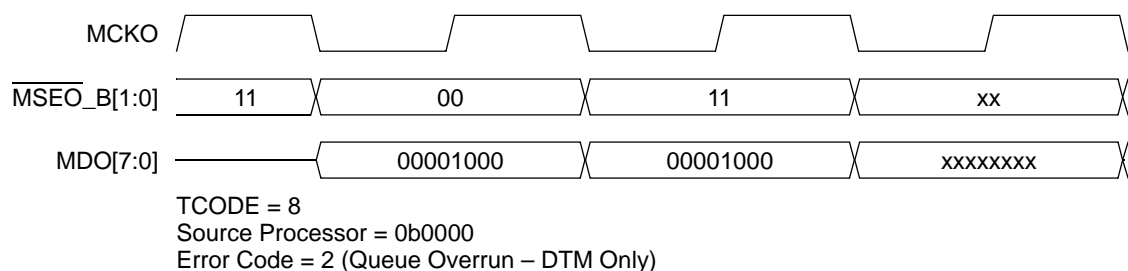 MCKO
MSEO_B[1:0] 11 00 11 xx
MDO[7:0] 00001000 00001000 xxxxxxxx
TCODE = 8
Source Processor = 0b0000
Error Code = 2 (Queue Overrun – DTM Only)